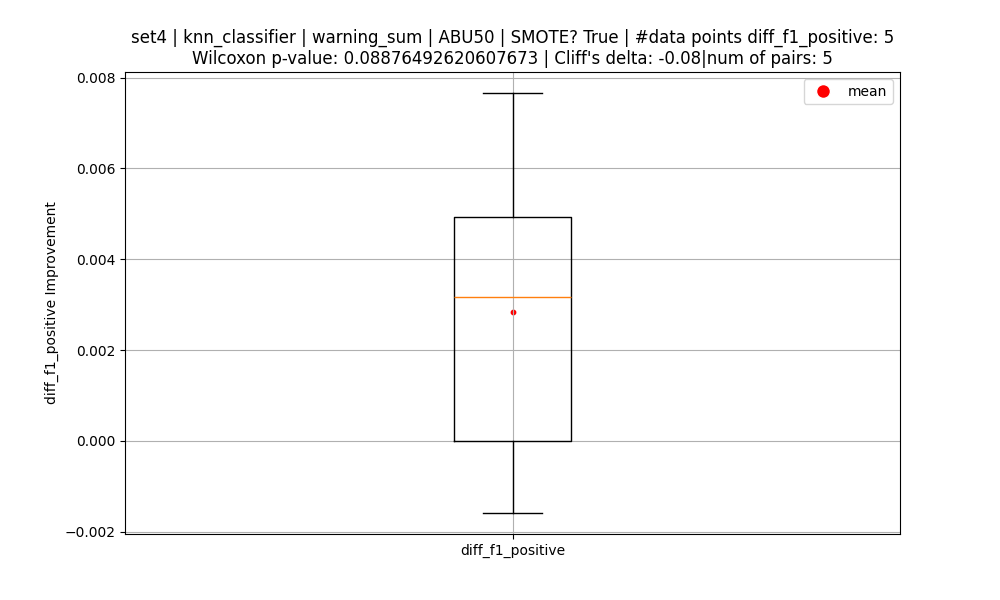 set4 | knn_classifier | warning_sum | ABU50 | SMOTE? True | #data points diff_f1_positive: 5
Wilcoxon p-value: 0.08876492620607673 | Cliff's delta: -0.08|num of pairs: 5
mean
0.008
0.006
0.004
0.002
0.000
−0.002
diff_f1_positive Improvement
diff_f1_positive